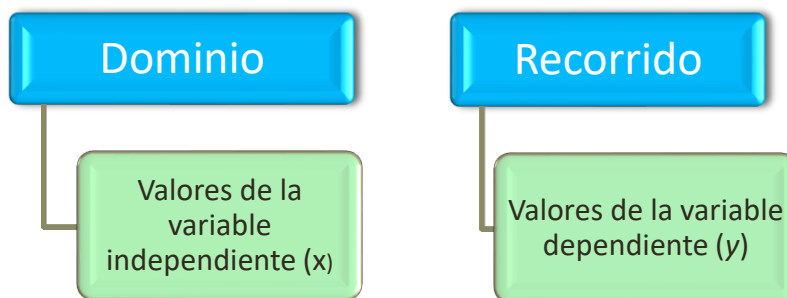 Dominio
Valores de la
variable
independiente (x)
Recorrido
Valores de la variable
dependiente (y)